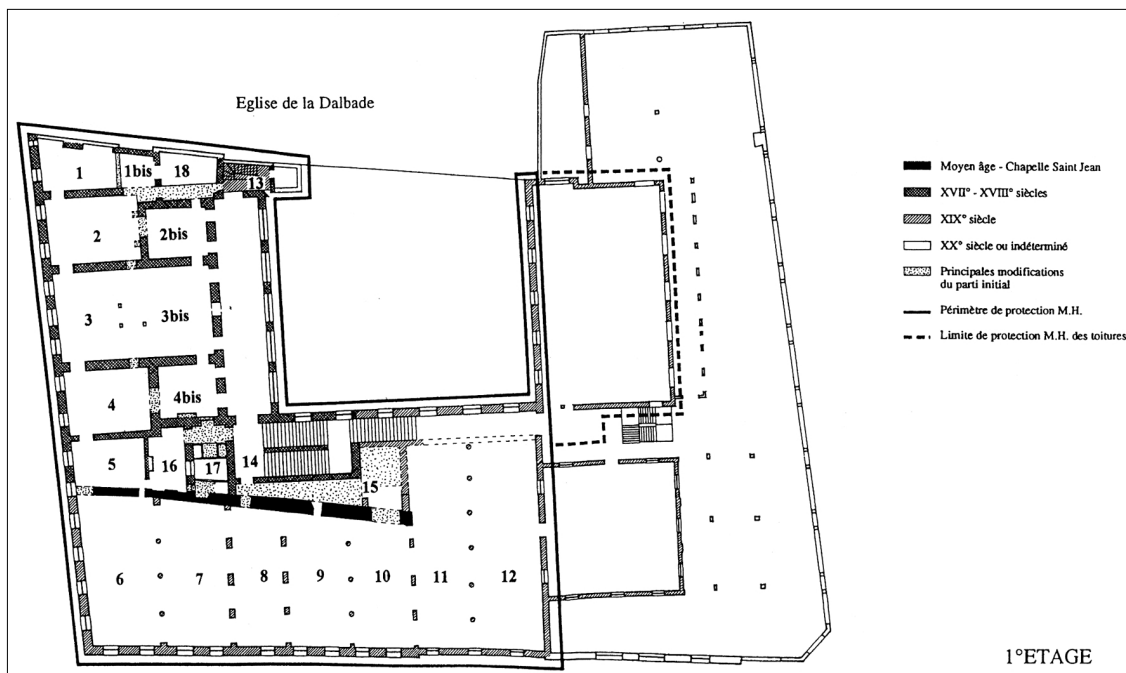 Eglise de la Dalbade
1
1bis
18
13
2
2bis
3
3bis
4
4bis
5
16
17
14
15
6
7
8
9
10
11
12
Moyen âge - Chapelle Saint Jean
XVII° - XVIII° siècles
XIX° siècle
XX° siècle ou indéterminé
Principales modifications
du parti initial
Périmètre de protection M.H.
Limite de protection M.H. des toitures
1°ETAGE